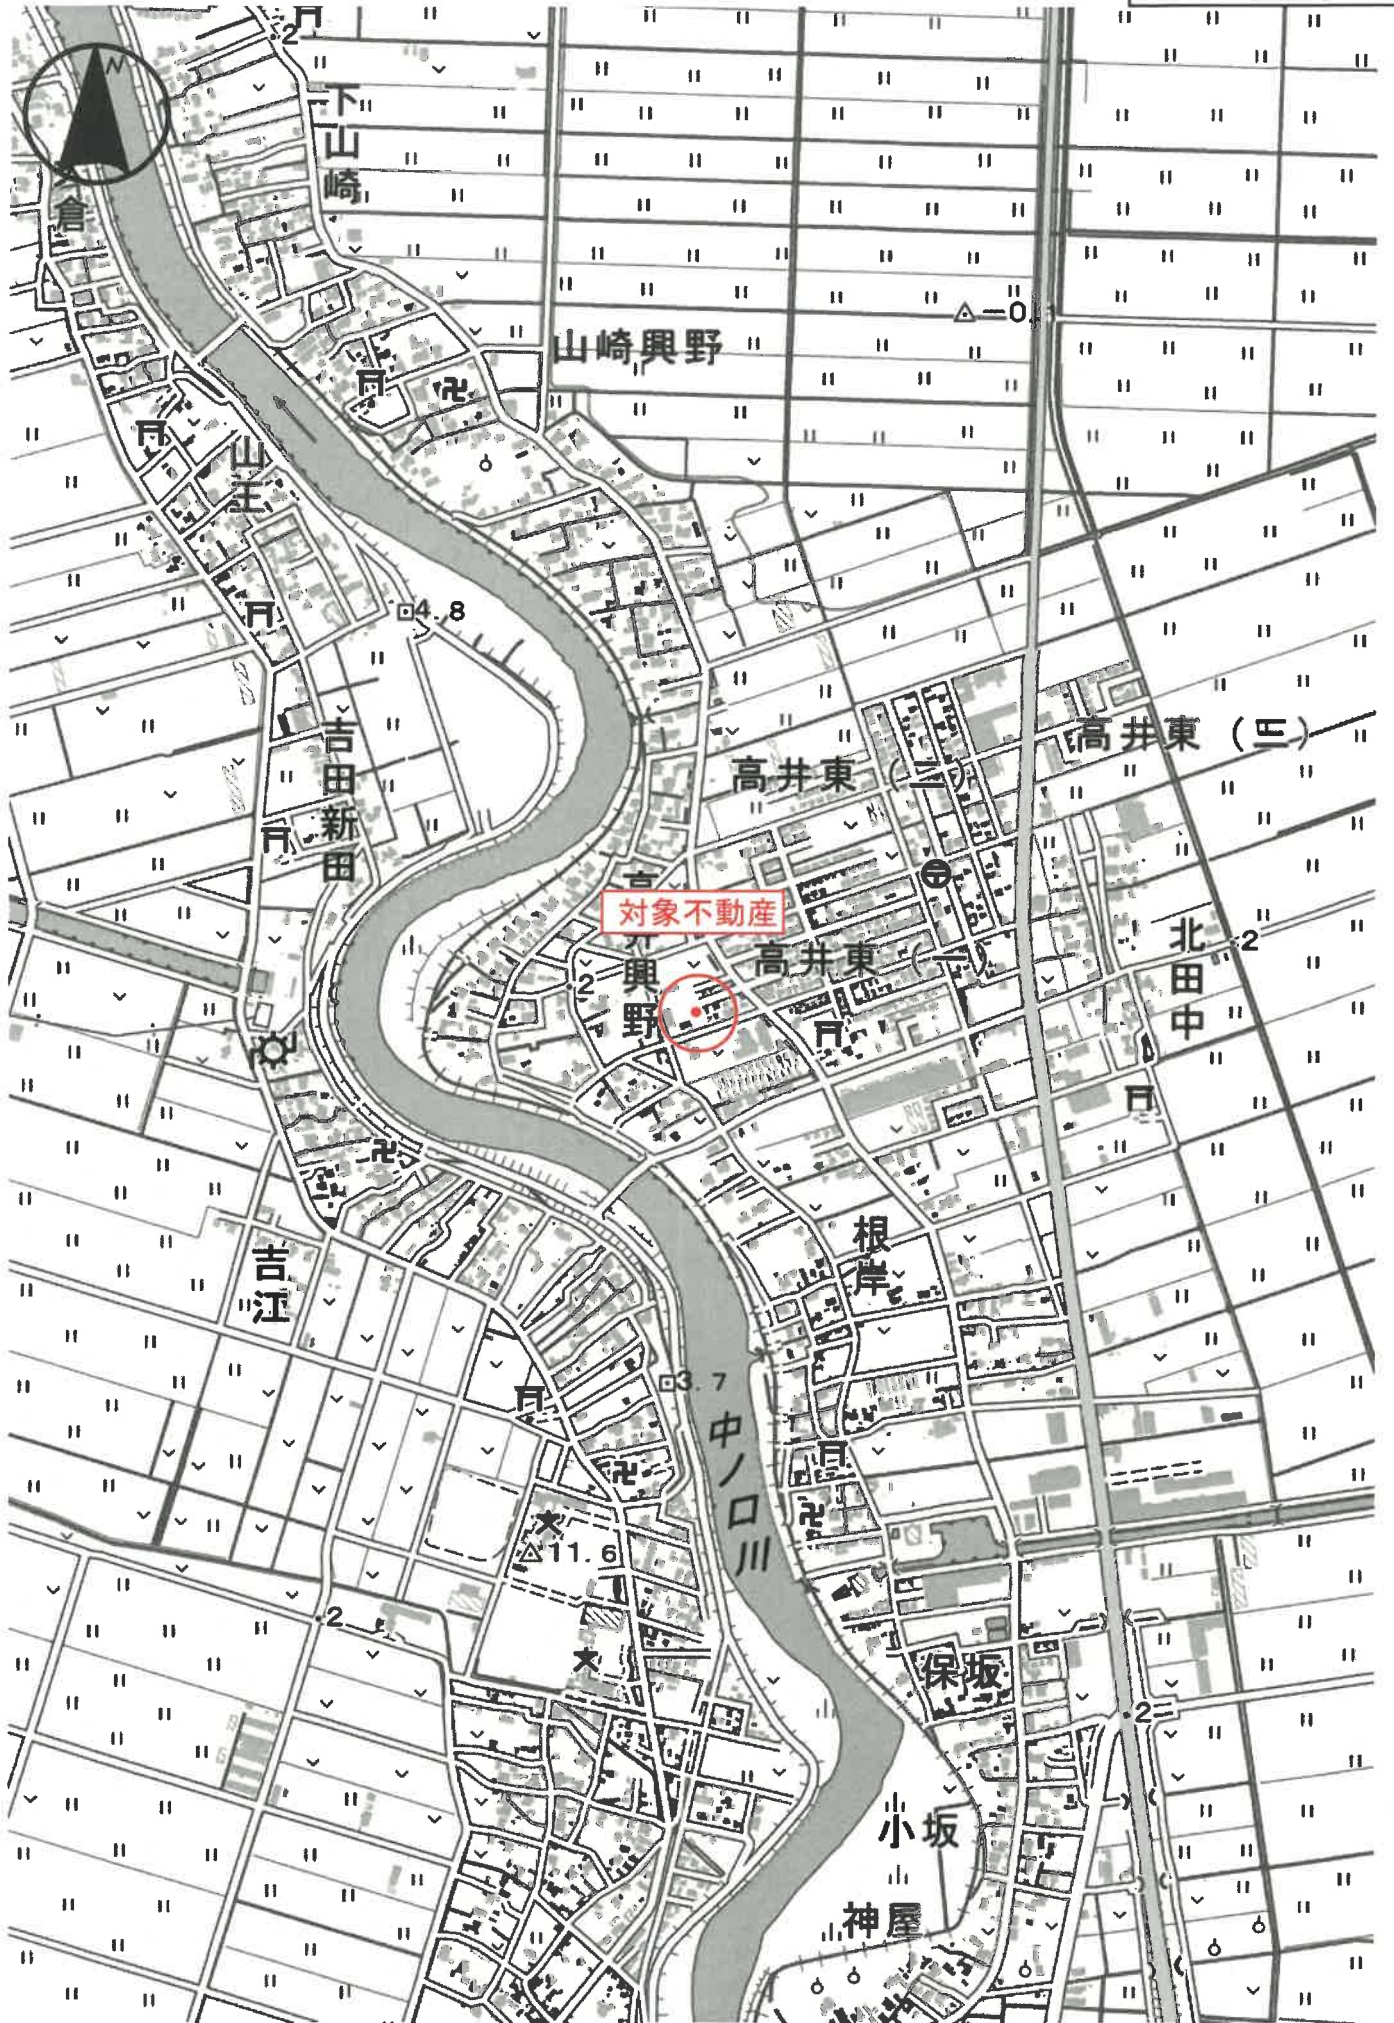 N
2
下山崎
倉
-0.
山崎興野
山王
4.8
吉田新田
高井東(三)
高井東(二)
高井興野
対象不動産
高井東(一)
北田中
2
2
根岸
吉江
3.7
中ノ口川
11.6
2
保坂
2
小坂
神屋